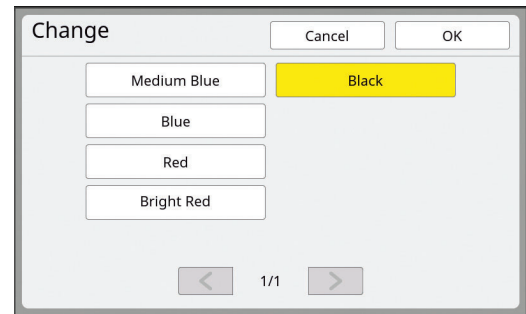 Change
Cancel
OK
Medium Blue
Black
Blue
Red
Bright Red
1/1